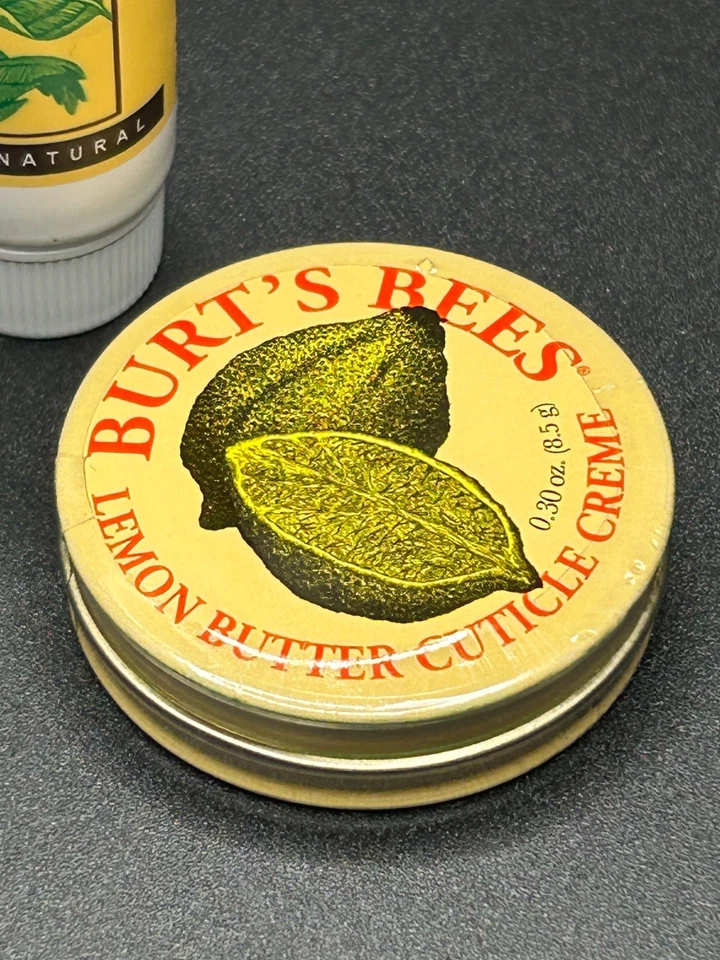 NATURAL
BURT'S BEES®
0.30 oz. (8.5 g)
LEMON BUTTER CUTICLE CREME